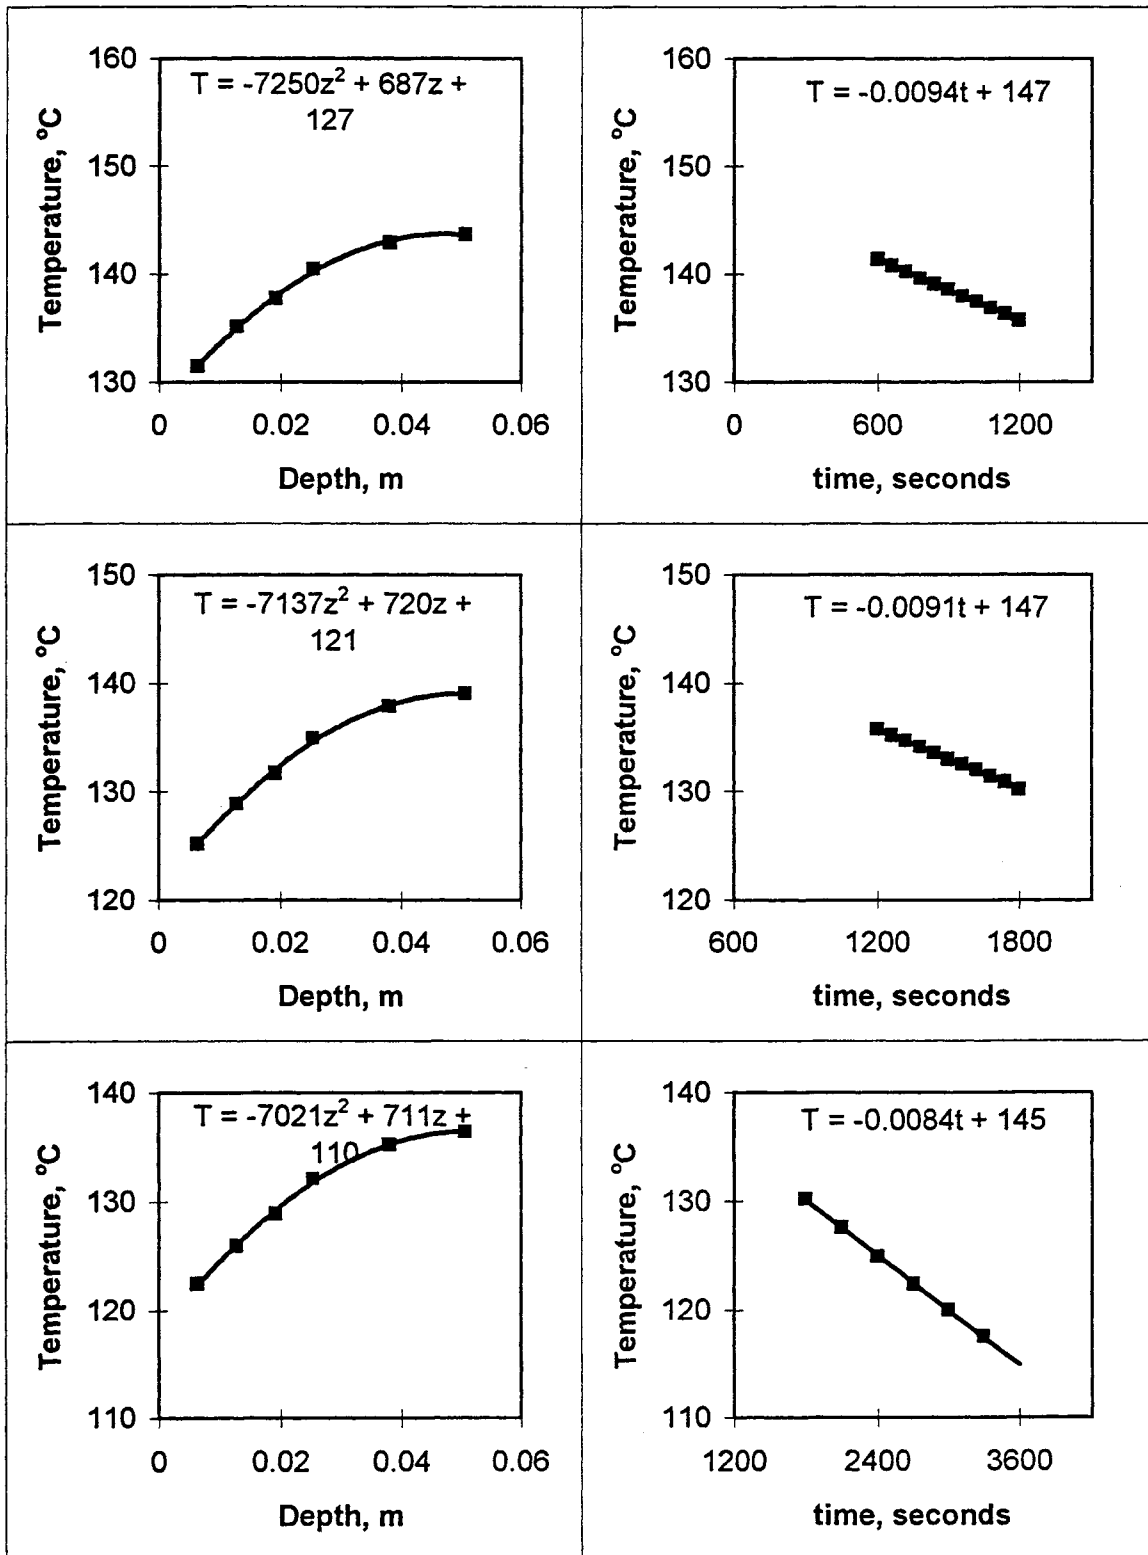 160
T = -7250z² + 687z +
127
150
140
130
0 0.02 0.04 0.06
Depth, m
Temperature, °C
160
T = -0.0094t + 147
150
140
130
0 600 1200
time, seconds
Temperature, °C
150
T = -7137z² + 720z +
121
140
130
120
0 0.02 0.04 0.06
Depth, m
Temperature, °C
150
T = -0.0091t + 147
140
130
120
600 1200 1800
time, seconds
Temperature, °C
140
T = -7021z² + 711z +
110
130
120
110
0 0.02 0.04 0.06
Depth, m
Temperature, °C
140
T = -0.0084t + 145
130
120
110
1200 2400 3600
time, seconds
Temperature, °C